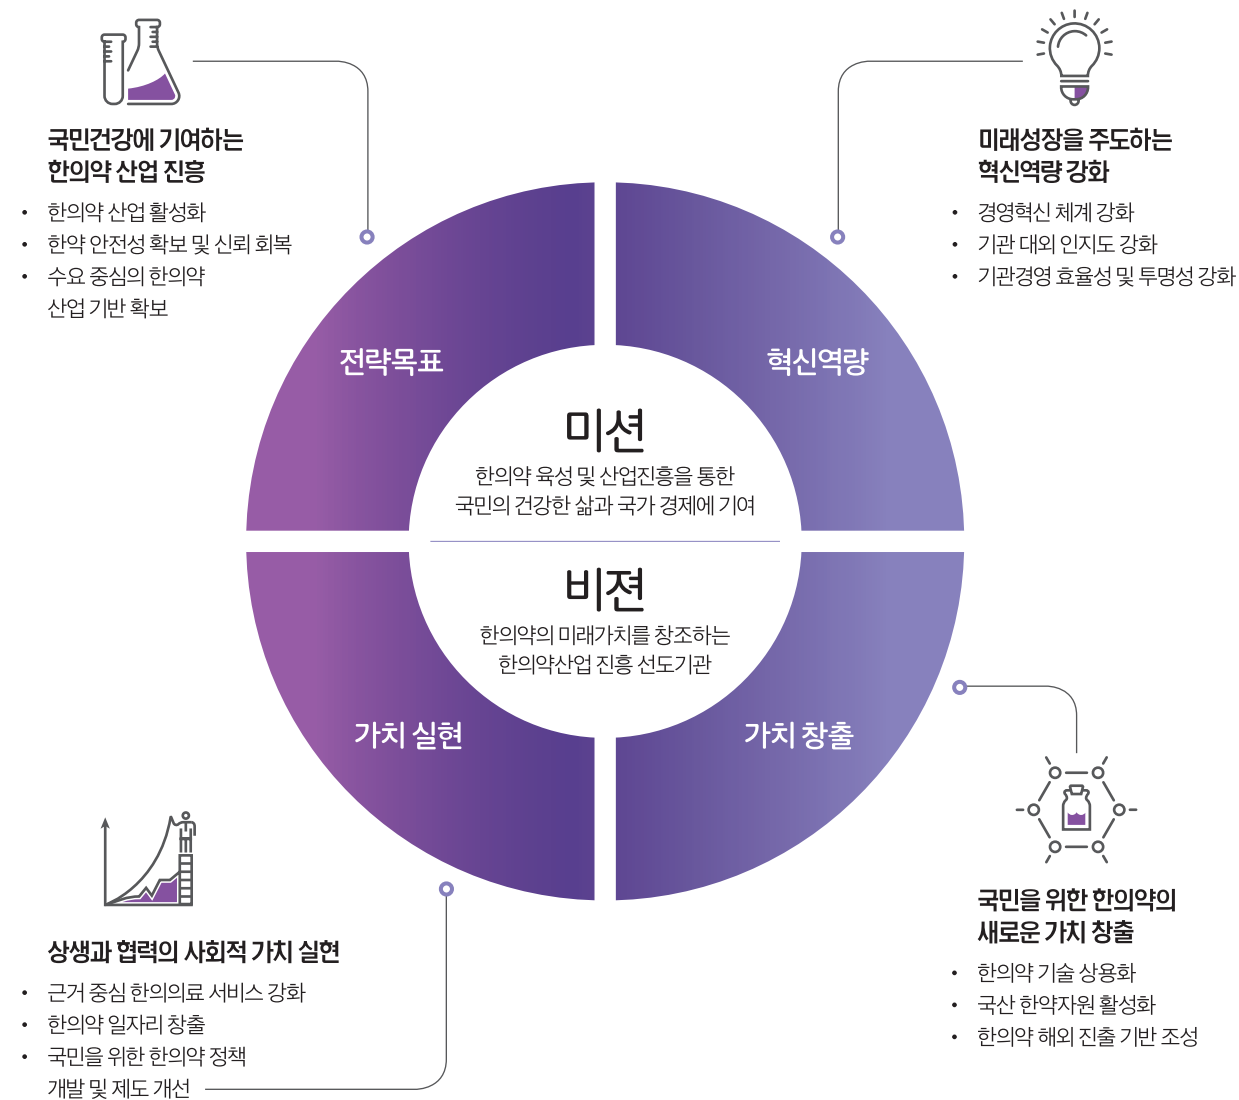 국민건강에 기여하는
한의약 산업 진흥
• 한의약 산업 활성화
• 한약 안전성 확보 및 신뢰 회복
• 수요 중심의 한의약
산업 기반 확보
미래성장을 주도하는
혁신역량 강화
• 경영혁신 체계 강화
• 기관 대외 인지도 강화
• 기관경영 효율성 및 투명성 강화
전략목표
혁신역량
미션
한의약 육성 및 산업진흥을 통한
국민의 건강한 삶과 국가 경제에 기여
비젼
한의약의 미래가치를 창조하는
한의약산업 진흥 선도기관
가치 실현
가치 창출
상생과 협력의 사회적 가치 실현
• 근거 중심 한의의료 서비스 강화
• 한의약 일자리 창출
• 국민을 위한 한의약 정책
개발 및 제도 개선
국민을 위한 한의약의
새로운 가치 창출
• 한의약 기술 상용화
• 국산 한약자원 활성화
• 한의약 해외 진출 기반 조성